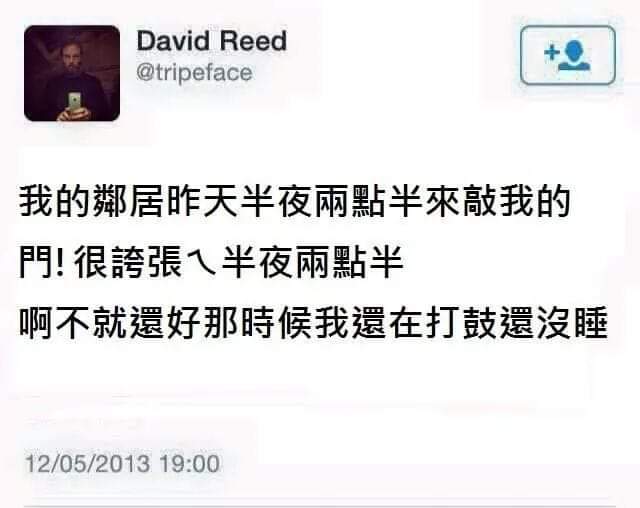 David Reed
@tripeface
我的鄰居昨天半夜兩點半來敲我的
門! 很誇張ㄟ半夜兩點半
啊不就還好那時候我還在打鼓還沒睡
12/05/2013 19:00